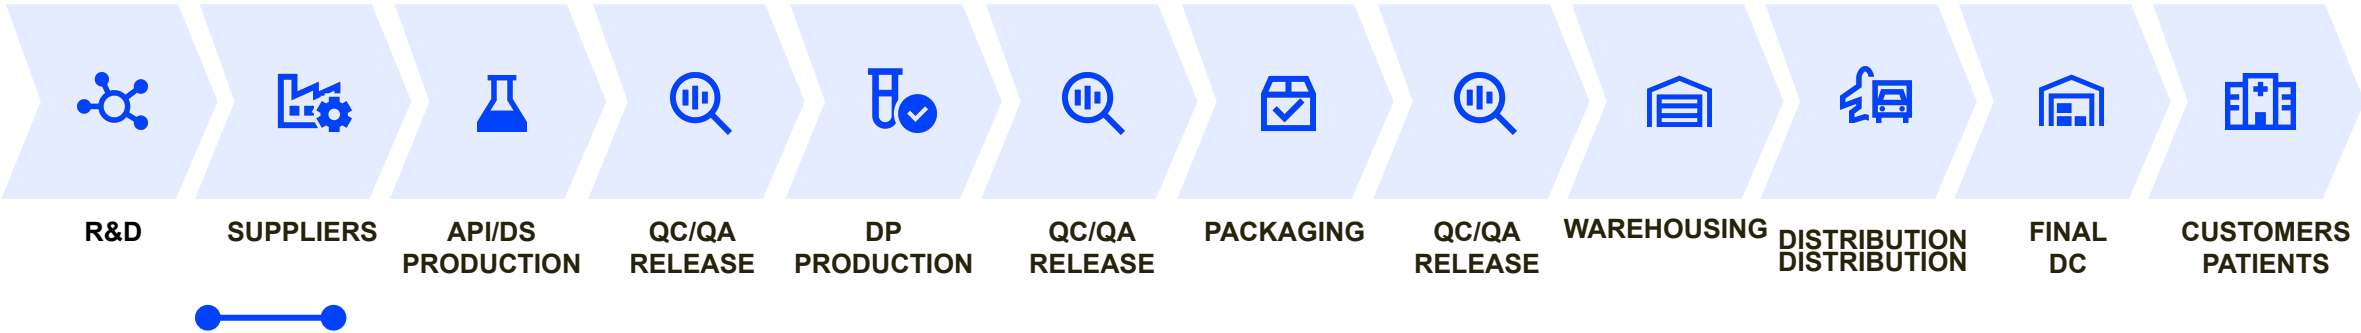 R&D
SUPPLIERS
API/DS
PRODUCTION
QC/QA
RELEASE
DP
PRODUCTION
QC/QA
RELEASE
PACKAGING
QC/QA
RELEASE
WAREHOUSING
DISTRIBUTION
DISTRIBUTION
FINAL
DC
CUSTOMERS
PATIENTS